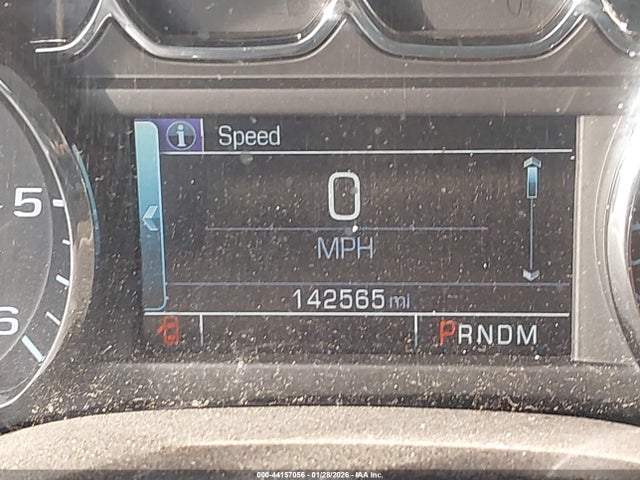 Speed
5
0
MPH
6
142565 mi
PRNDM
000-44157056 - 01/28/2026 - IAA Inc.